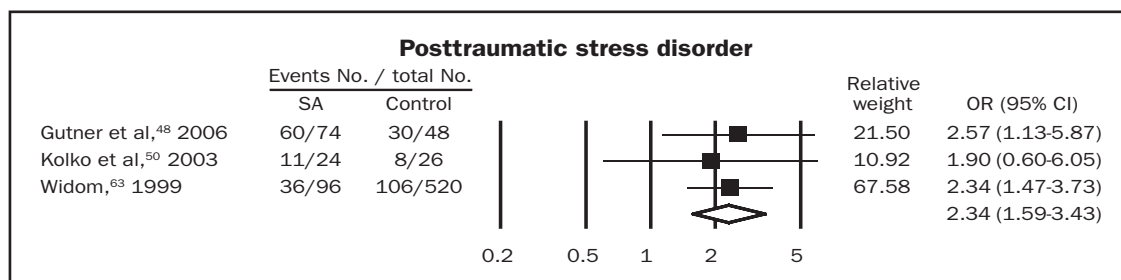 Posttraumatic stress disorder
Events No. / total No.
SA Control Relative weight OR (95% CI)
Gutner et al,⁴⁸ 2006 60/74 30/48 21.50 2.57 (1.13-5.87)
Kolko et al,⁵⁰ 2003 11/24 8/26 10.92 1.90 (0.60-6.05)
Widom,⁶³ 1999 36/96 106/520 67.58 2.34 (1.47-3.73)
2.34 (1.59-3.43)
0.2 0.5 1 2 5